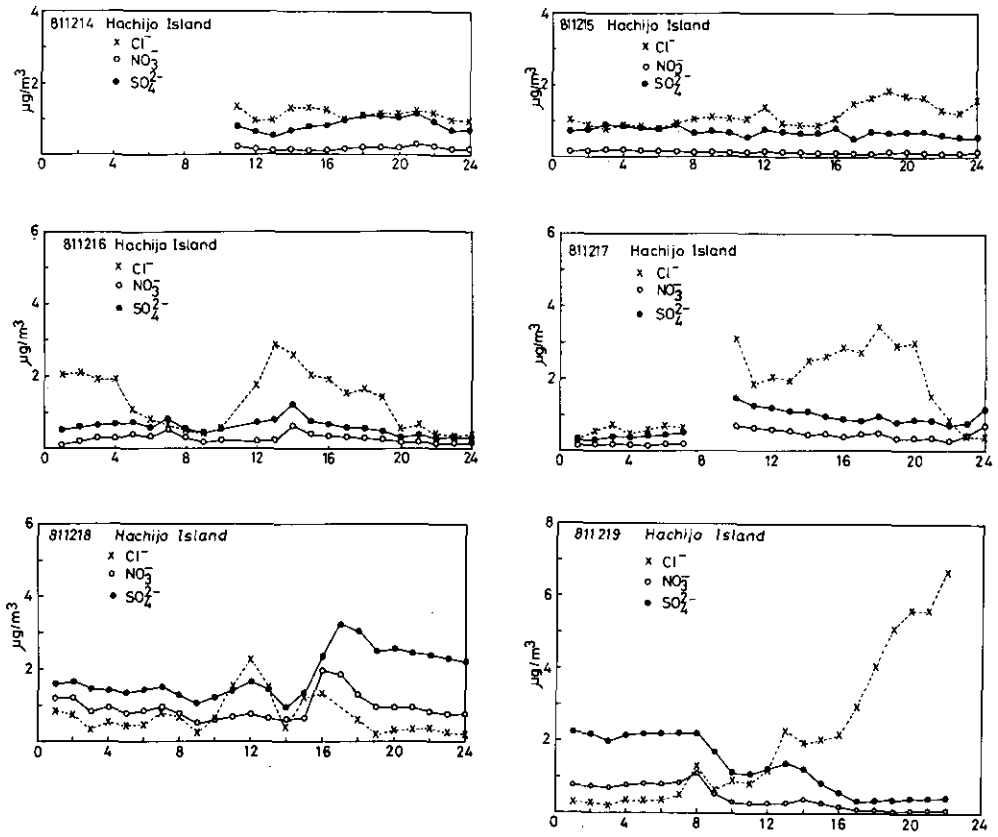 811214 Hachijo Island
x Cl⁻
o NO₃⁻
● SO₄²⁻
µg/m³
4
2
0 4 8 12 16 20 24
811215 Hachijo Island
x Cl⁻
o NO₃⁻
● SO₄²⁻
µg/m³
4
2
0 4 8 12 16 20 24
811216 Hachijo Island
x Cl⁻
o NO₃⁻
● SO₄²⁻
µg/m³
6
4
2
0 4 8 12 16 20 24
811217 Hachijo Island
x Cl⁻
o NO₃⁻
● SO₄²⁻
µg/m³
6
4
2
0 4 8 12 16 20 24
811218 Hachijo Island
x Cl⁻
o NO₃⁻
● SO₄²⁻
µg/m³
6
4
2
0 4 8 12 16 20 24
811219 Hachijo Island
x Cl⁻
o NO₃⁻
● SO₄²⁻
µg/m³
8
6
4
2
0
0 4 8 12 16 20 24